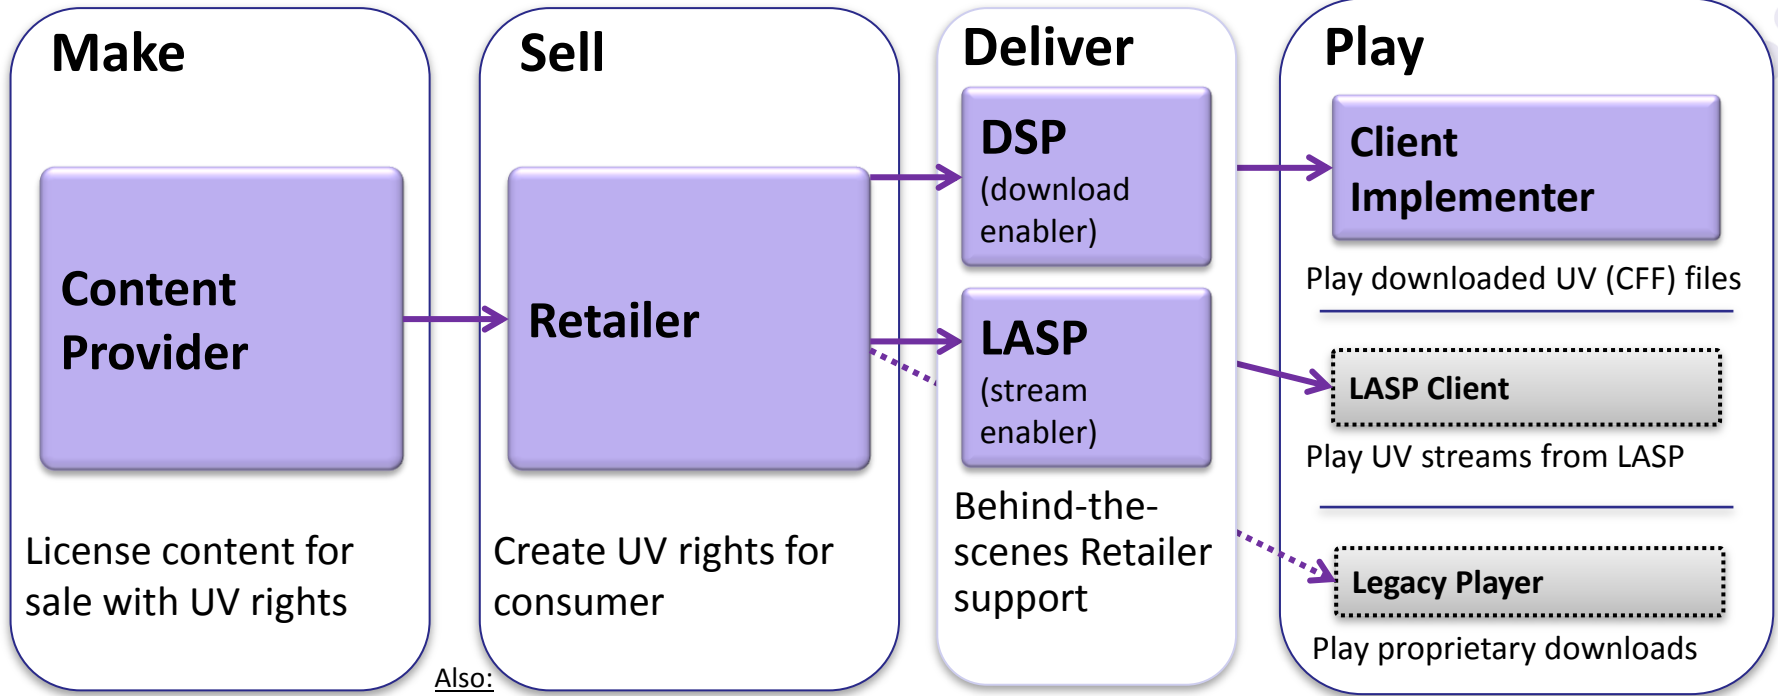 Make
Content
Provider
License content for
sale with UV rights
Sell
Retailer
Create UV rights for
consumer
Also:
Deliver
DSP
(download
enabler)
LASP
(stream
enabler)
Behind-the-
scenes Retailer
support
Play
Client
Implementer
Play downloaded UV (CFF) files
LASP Client
Play UV streams from LASP
Legacy Player
Play proprietary downloads